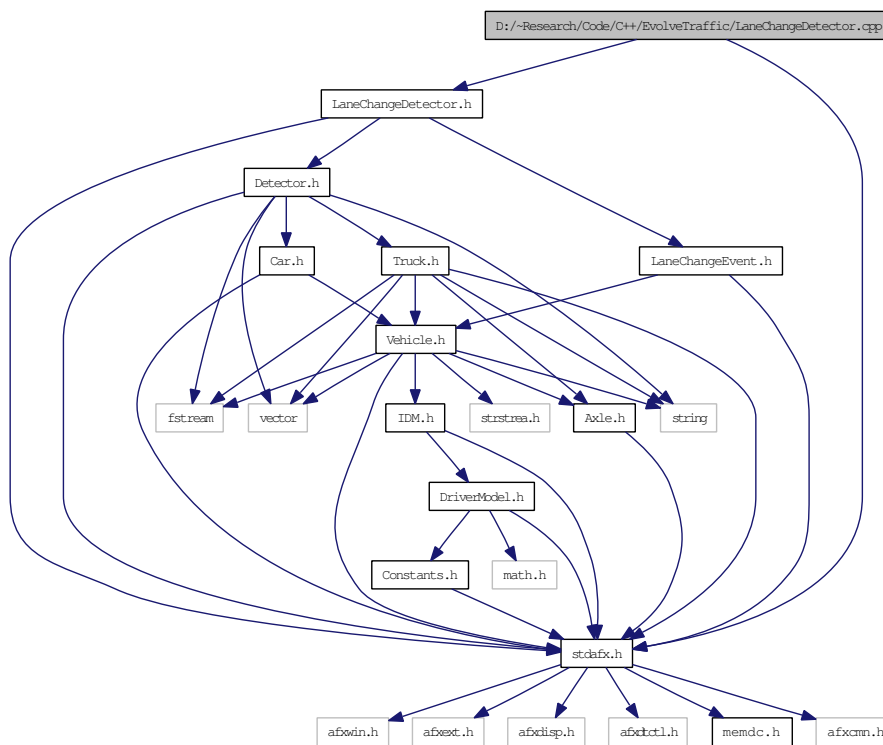 D:/~Research/Code/C++/EvolveTraffic/LaneChangeDetector.cpp
LaneChangeDetector.h
Detector.h
Car.h
Truck.h
LaneChangeEvent.h
Vehicle.h
fstream
vector
IDM.h
strstrea.h
Axle.h
string
DriverModel.h
Constants.h
math.h
stdafx.h
afxwin.h
afxext.h
afxdisp.h
afxdtctl.h
memdc.h
afxcmn.h